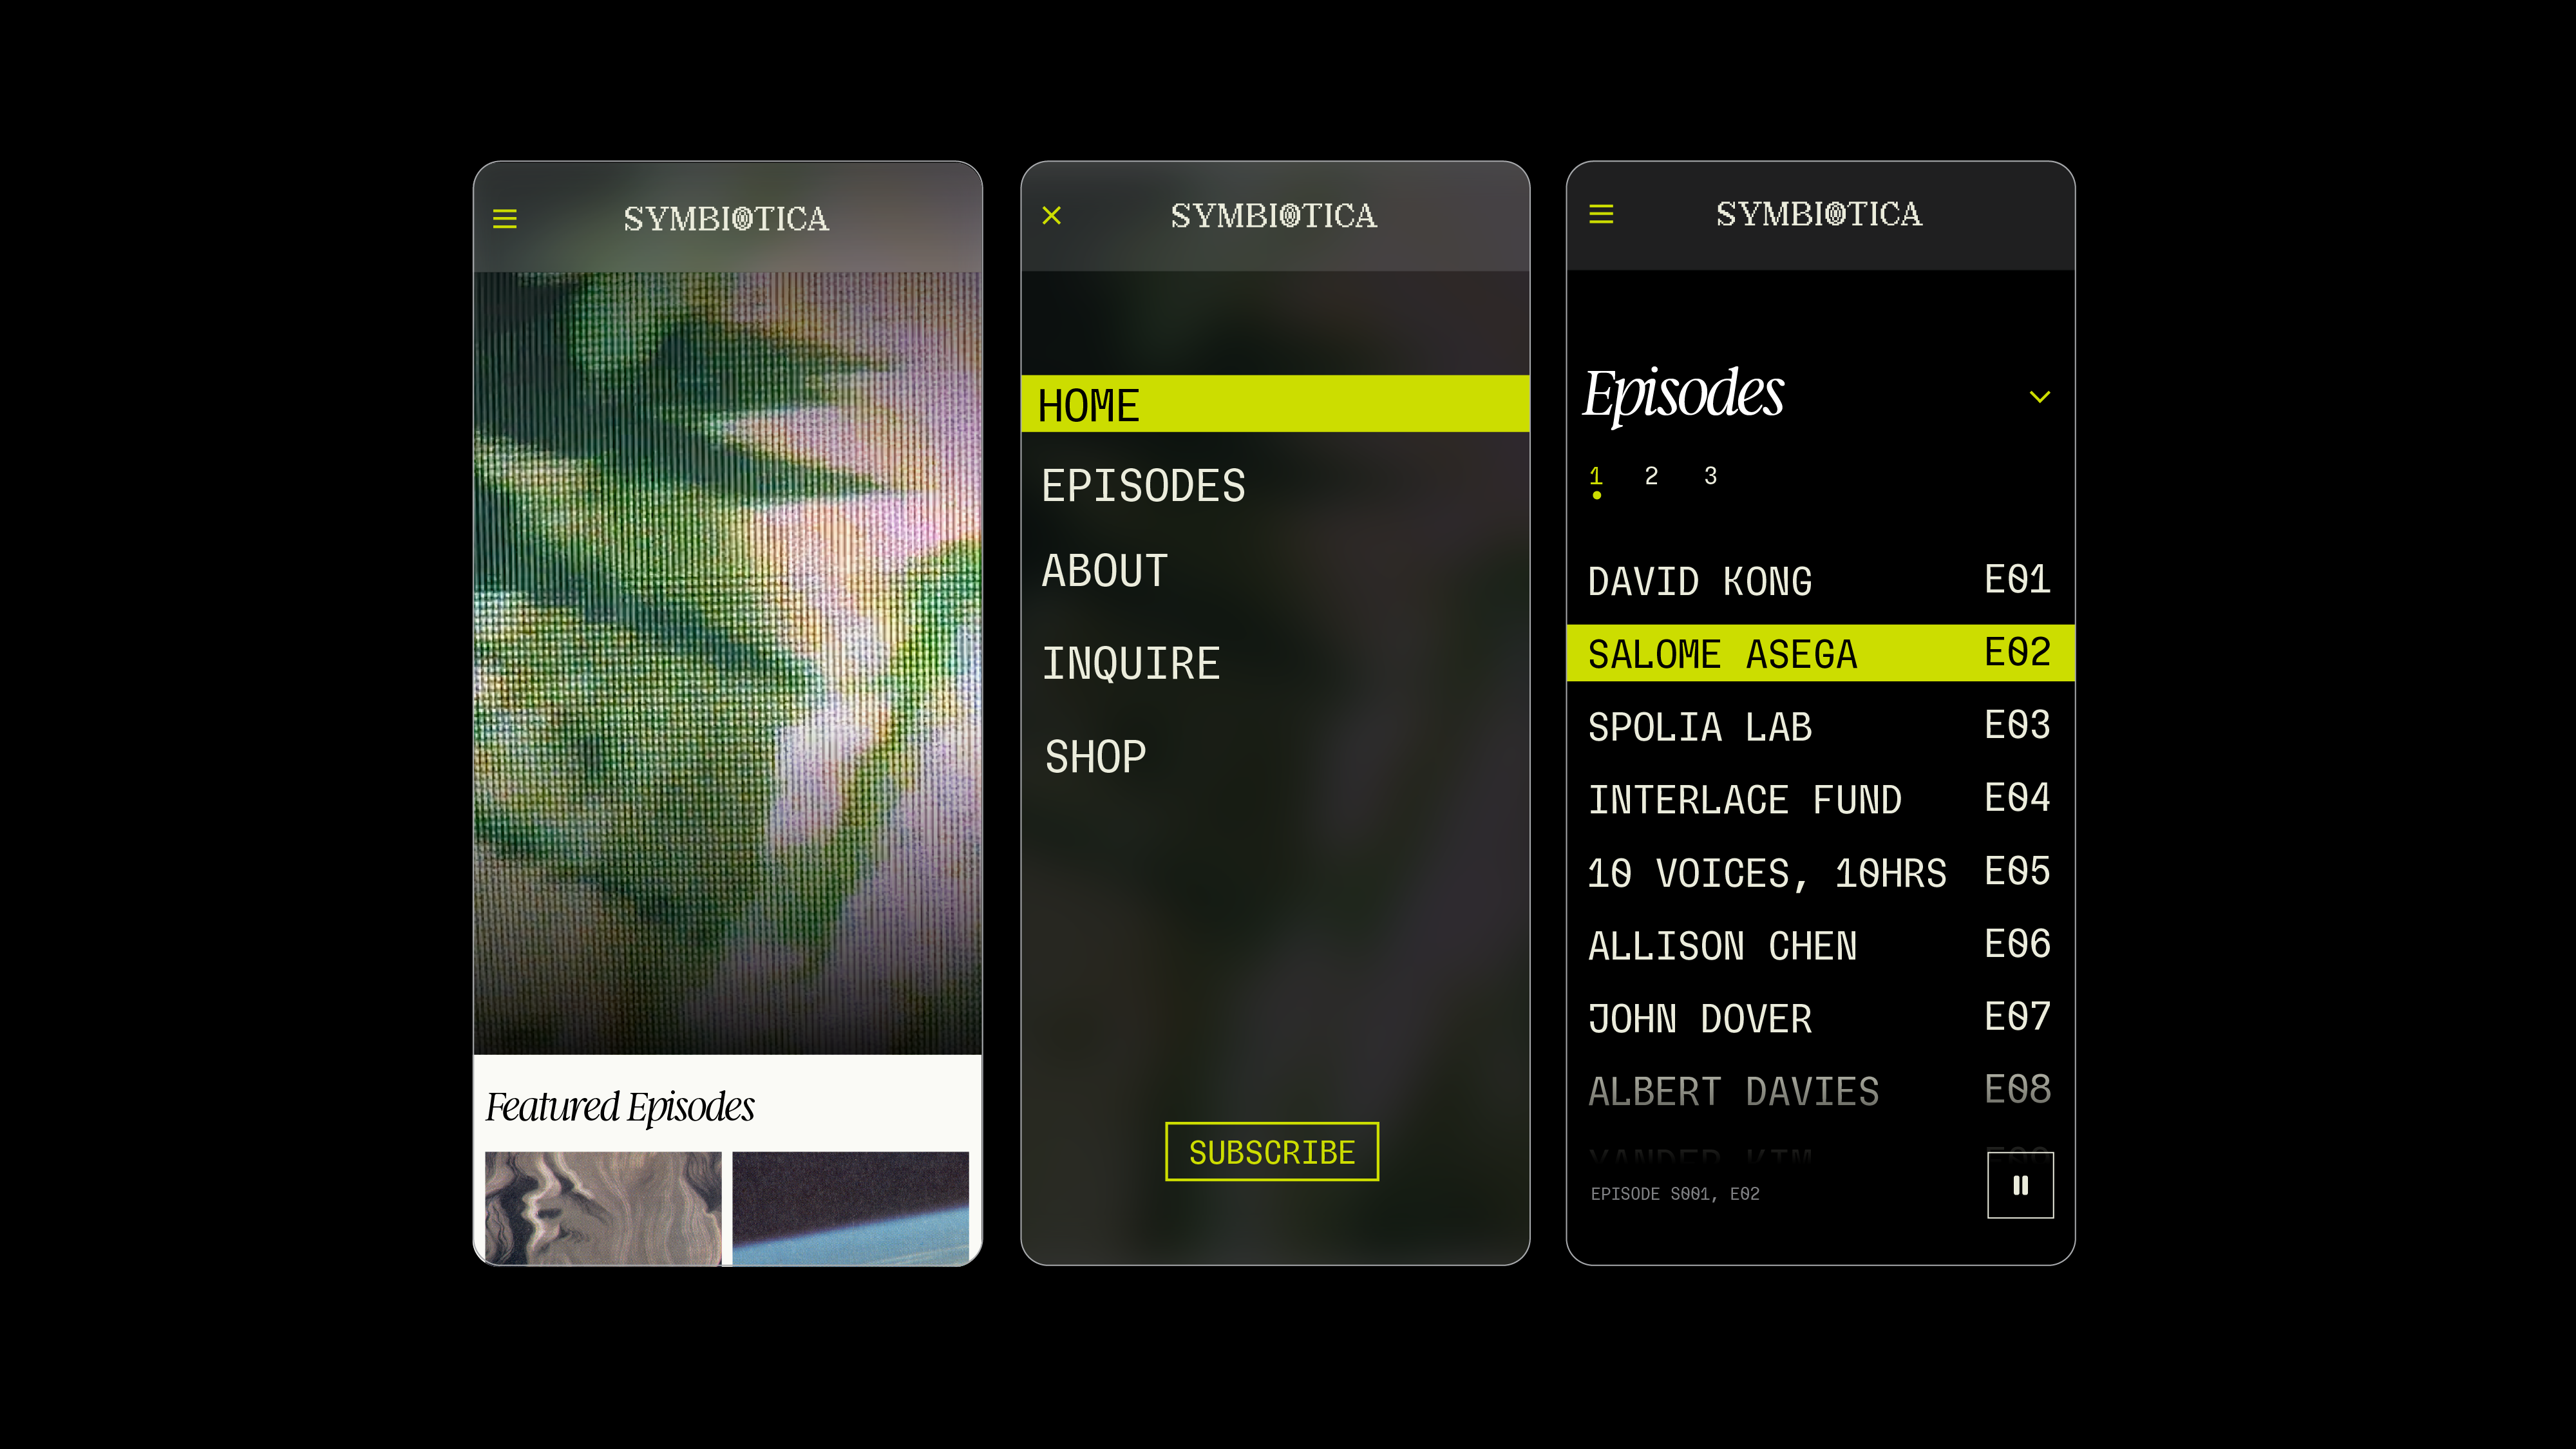 SYMBIOTICA
Featured Episodes
SYMBIOTICA
HOME
EPISODES
ABOUT
INQUIRE
SHOP
SUBSCRIBE
SYMBIOTICA
Episodes
1 2 3
DAVID KONG E01
SALOME ASEGA E02
SPOLIA LAB E03
INTERLACE FUND E04
10 VOICES, 10HRS E05
ALLISON CHEN E06
JOHN DOVER E07
ALBERT DAVIES E08
EPISODE S001, E02